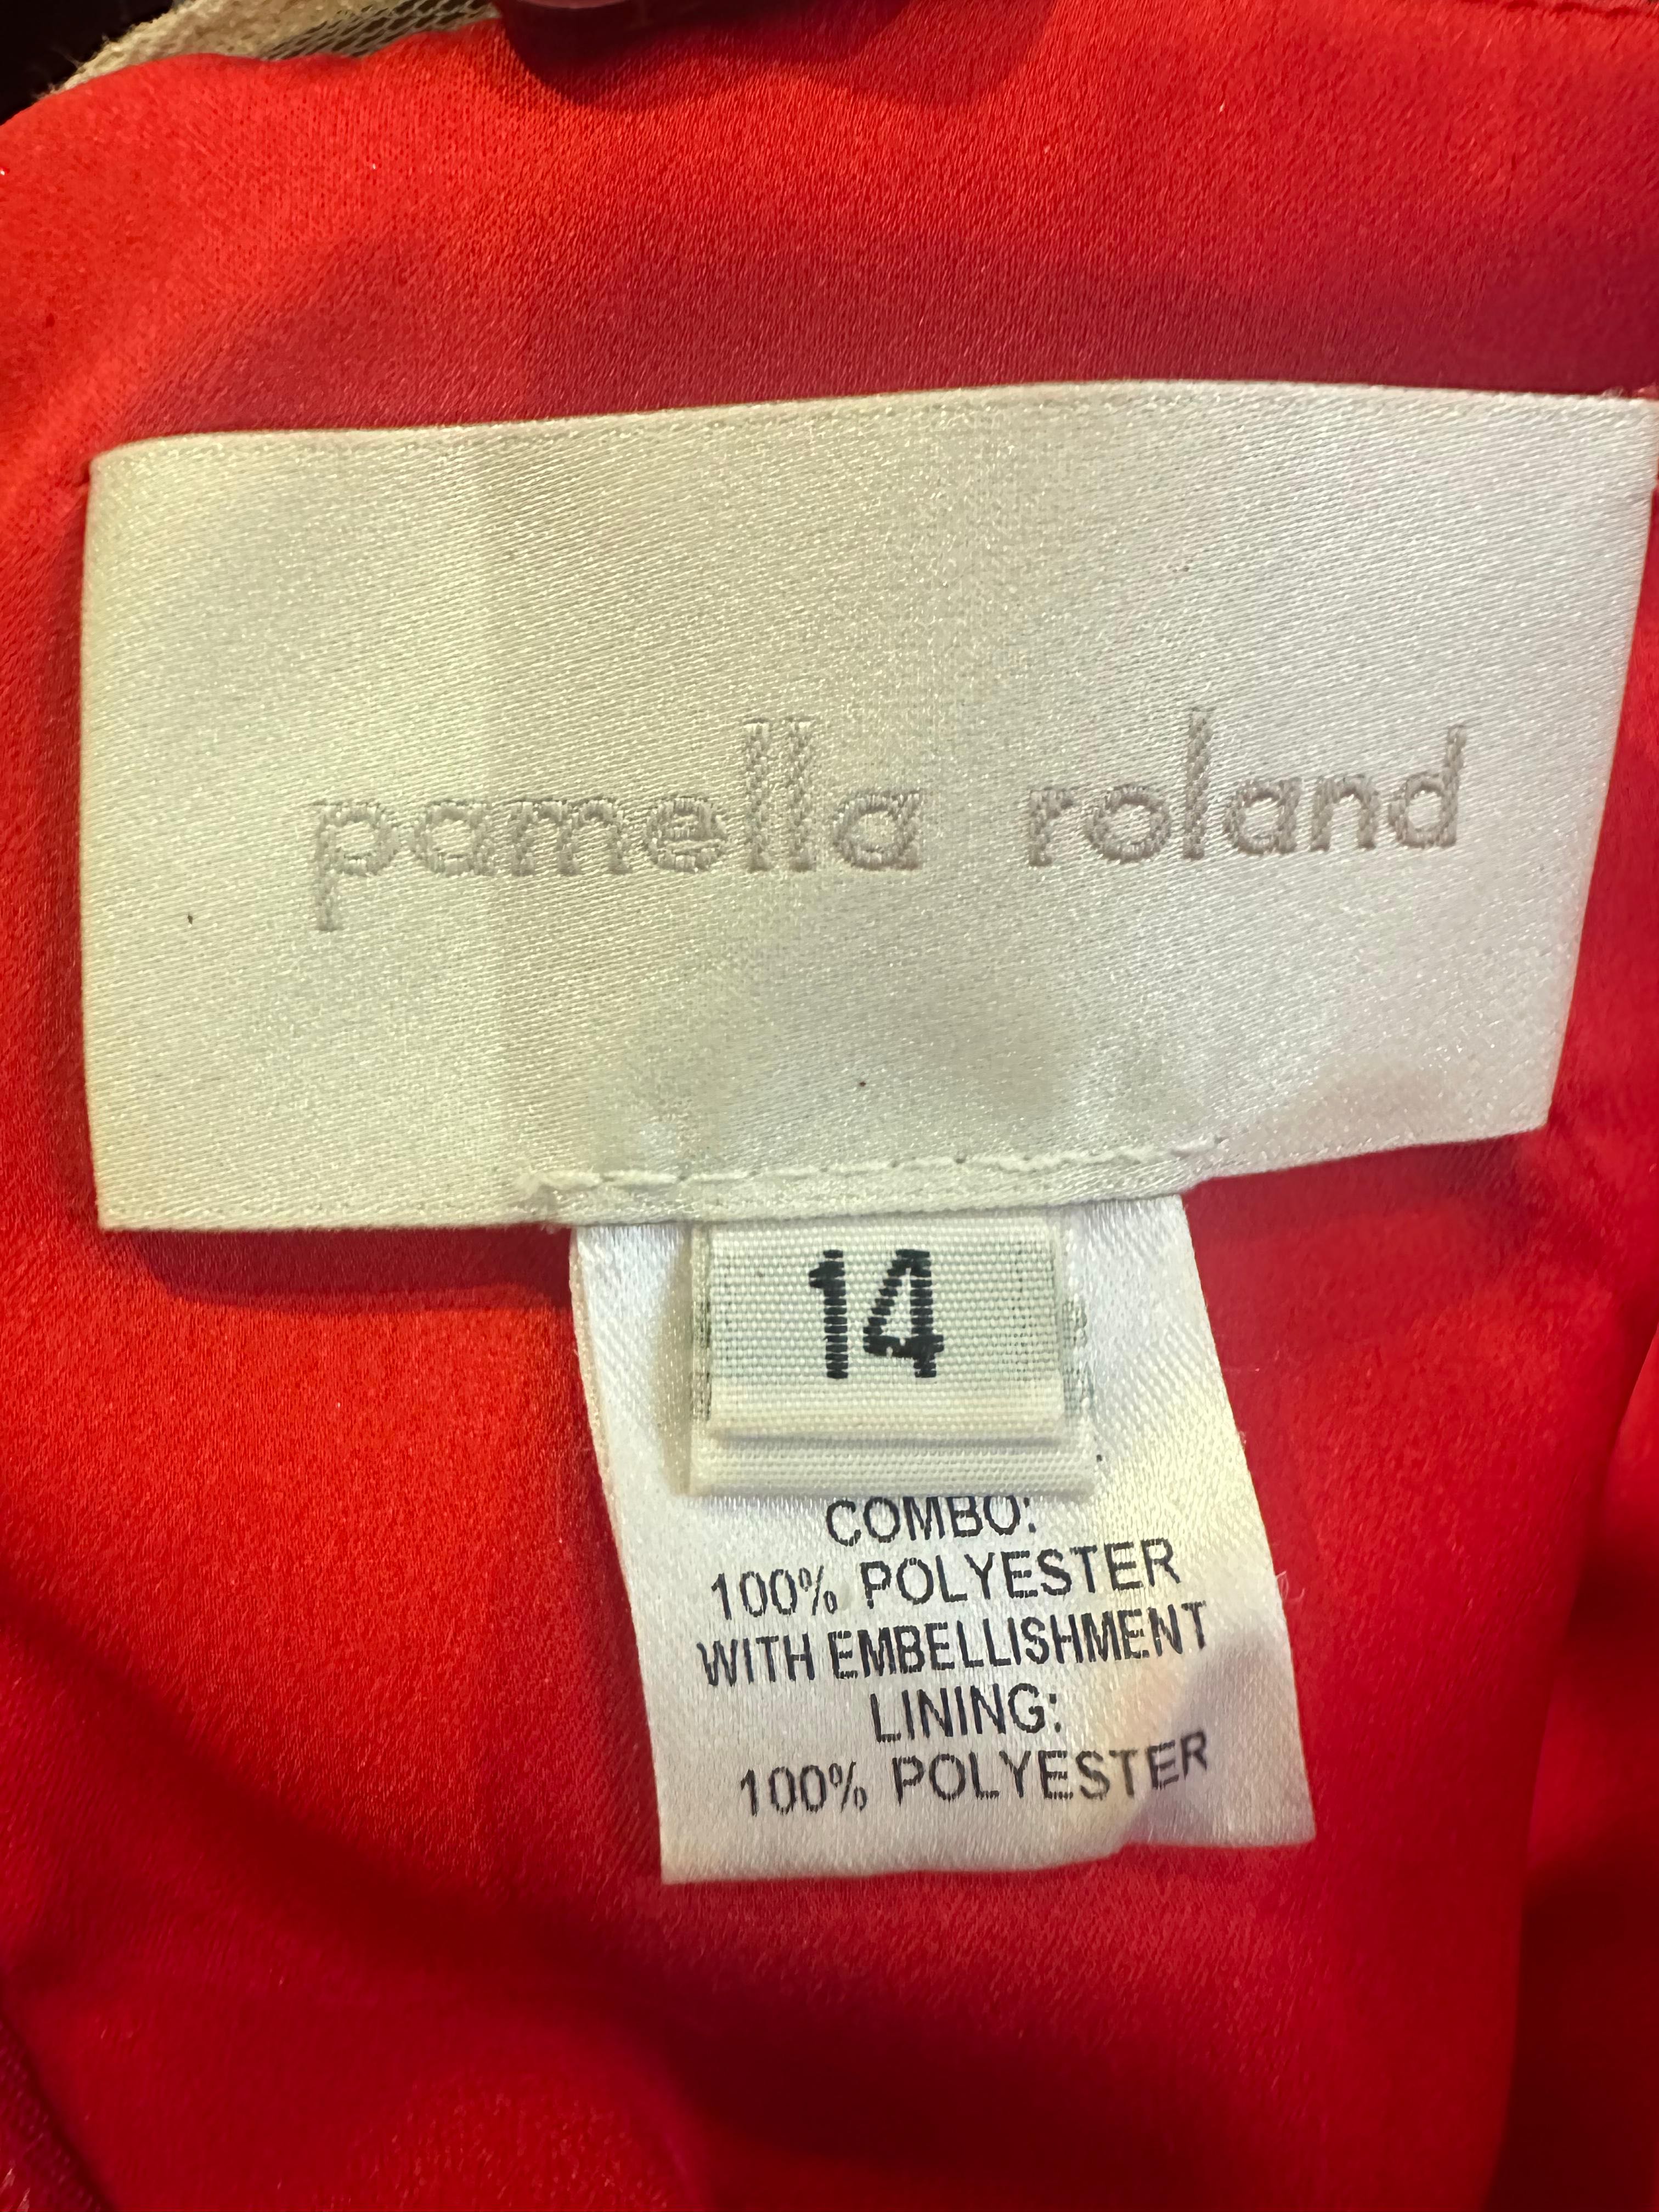 pamella roland
14
COMBO:
100% POLYESTER
WITH EMBELLISHMENT
LINING:
100% POLYESTER